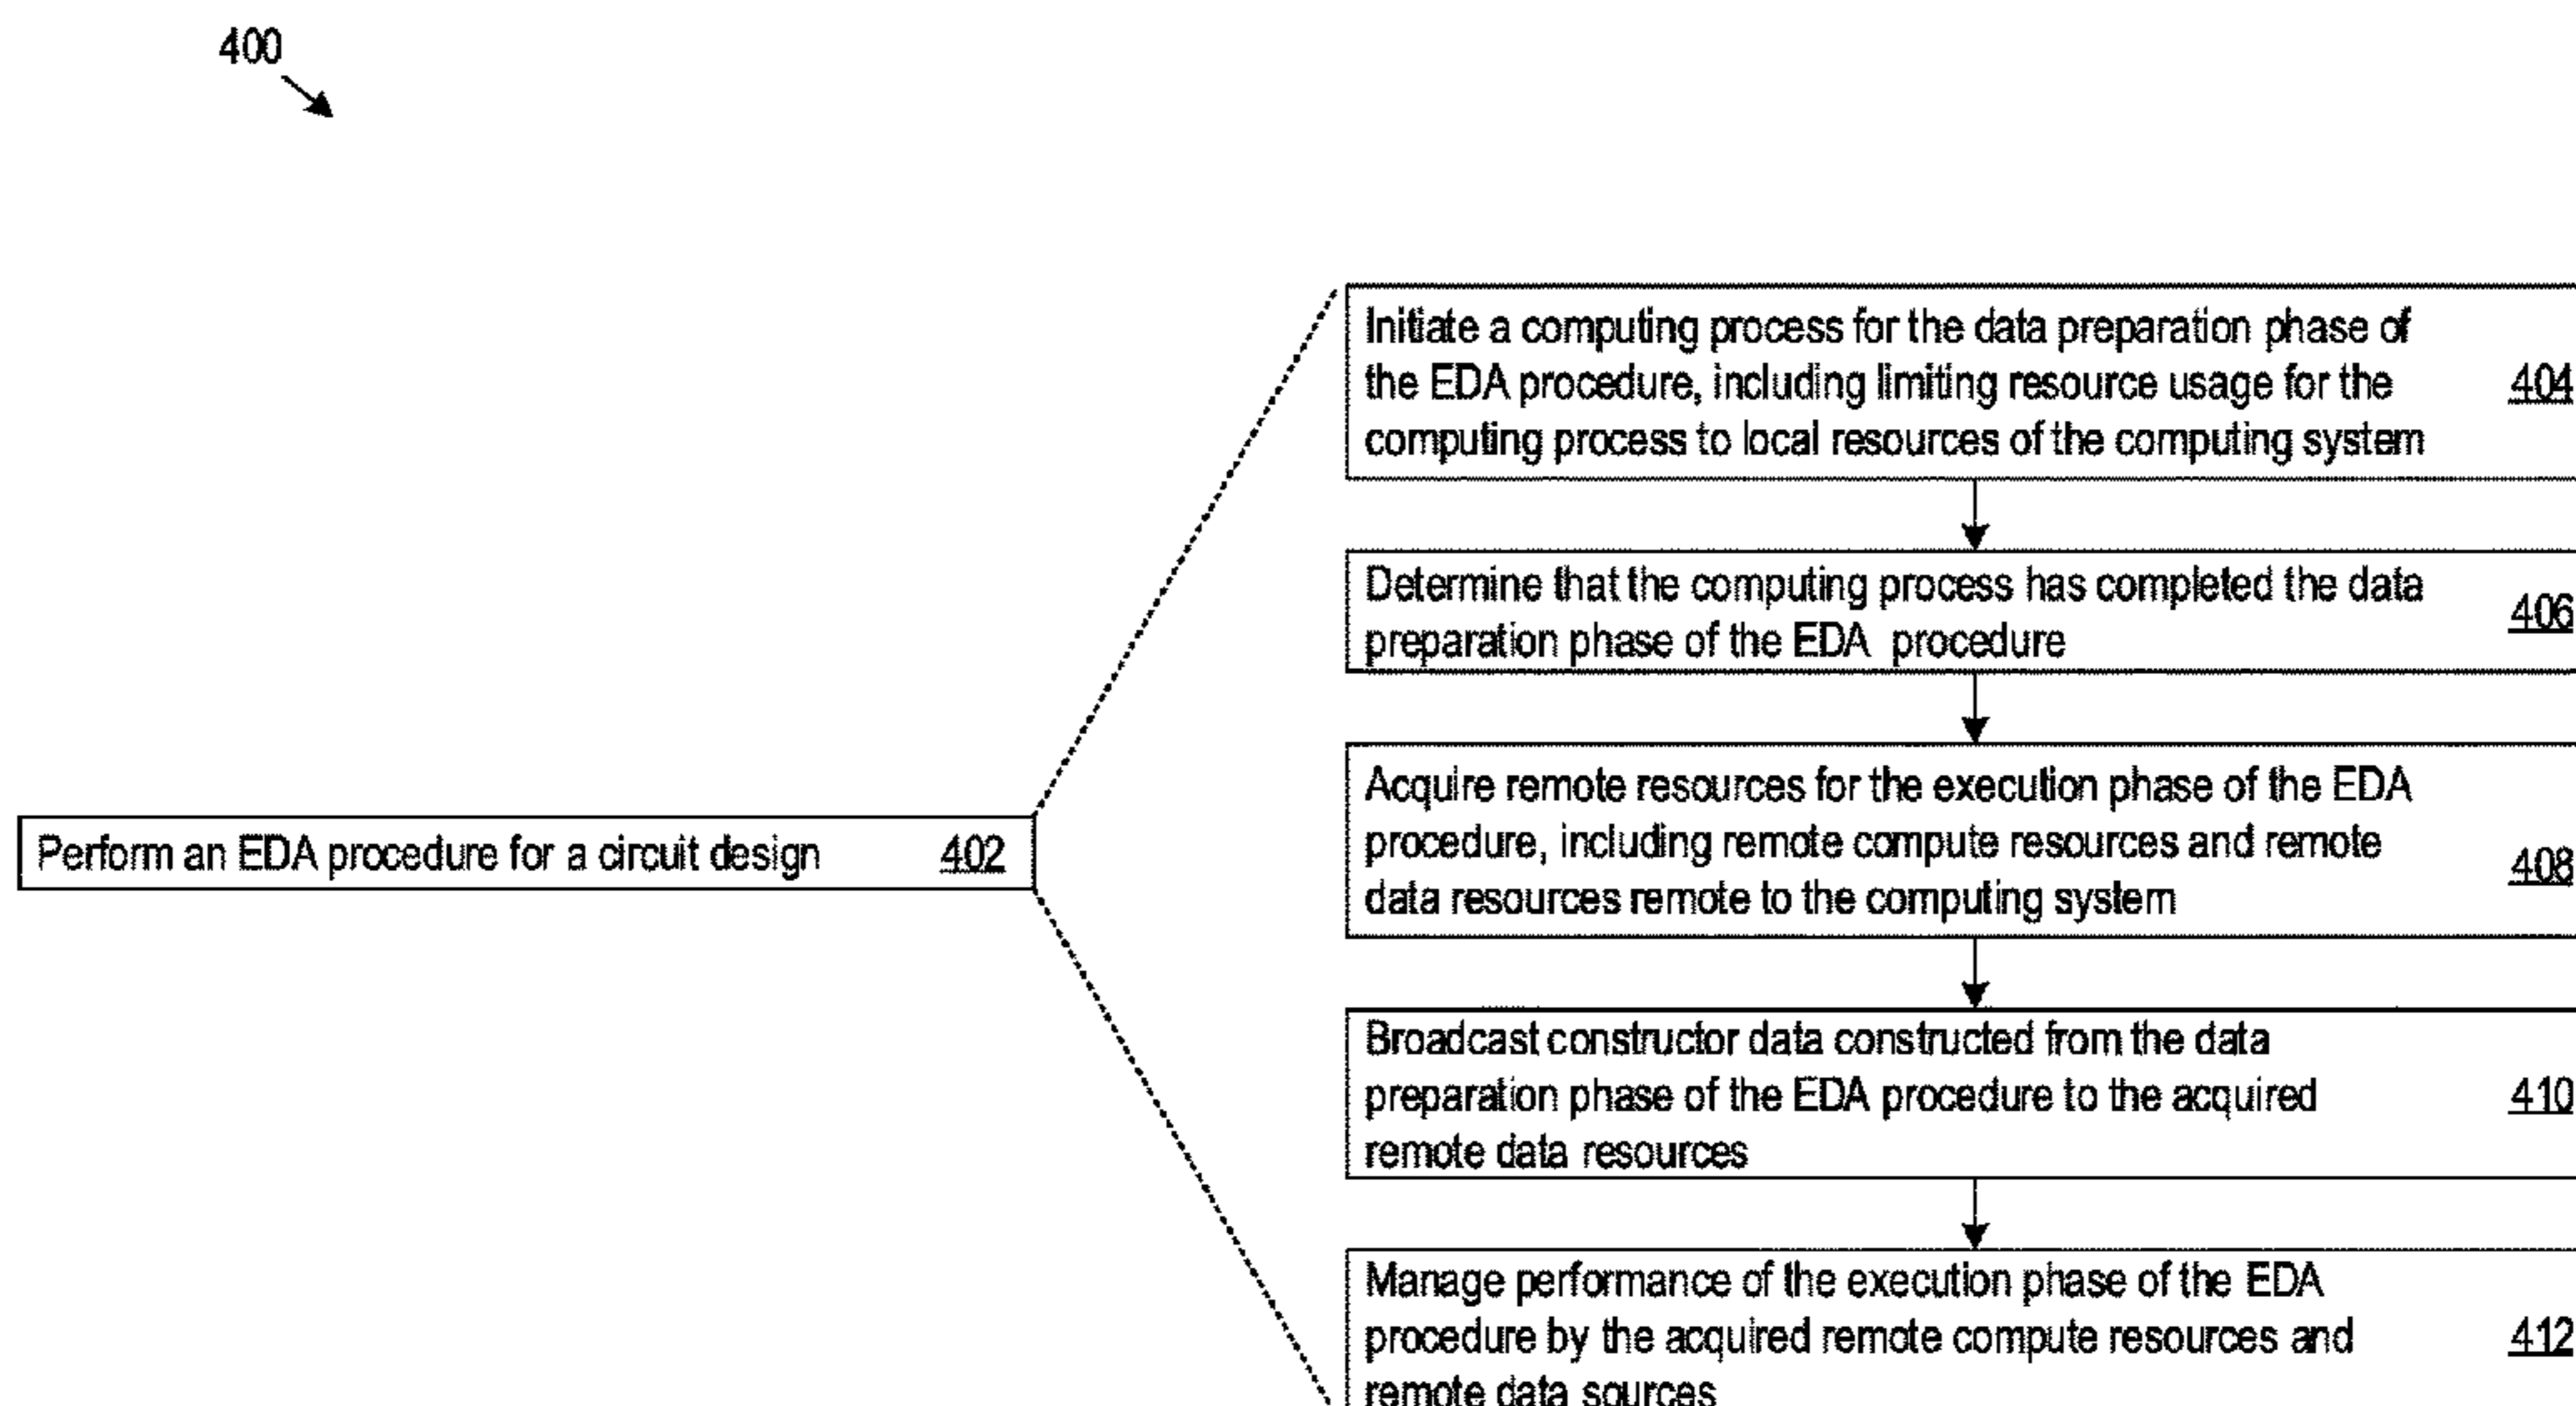 400
Initiate a computing process for the data preparation phase of
the EDA procedure, including limiting resource usage for the
404
computing process to local resources of the computing system
Determine that the computing process has completed the data
406
preparation phase of the EDA procedure
Acquire remote resources for the execution phase of the EDA
procedure, including remote compute resources and remote
408
data resources remote to the computing system
Perform an EDA procedure for a circuit design 402
Broadcast constructor data constructed from the data
preparation phase of the EDA procedure to the acquired
410
remote data resources
Manage performance of the execution phase of the EDA
procedure by the acquired remote compute resources and
412
remote data sources